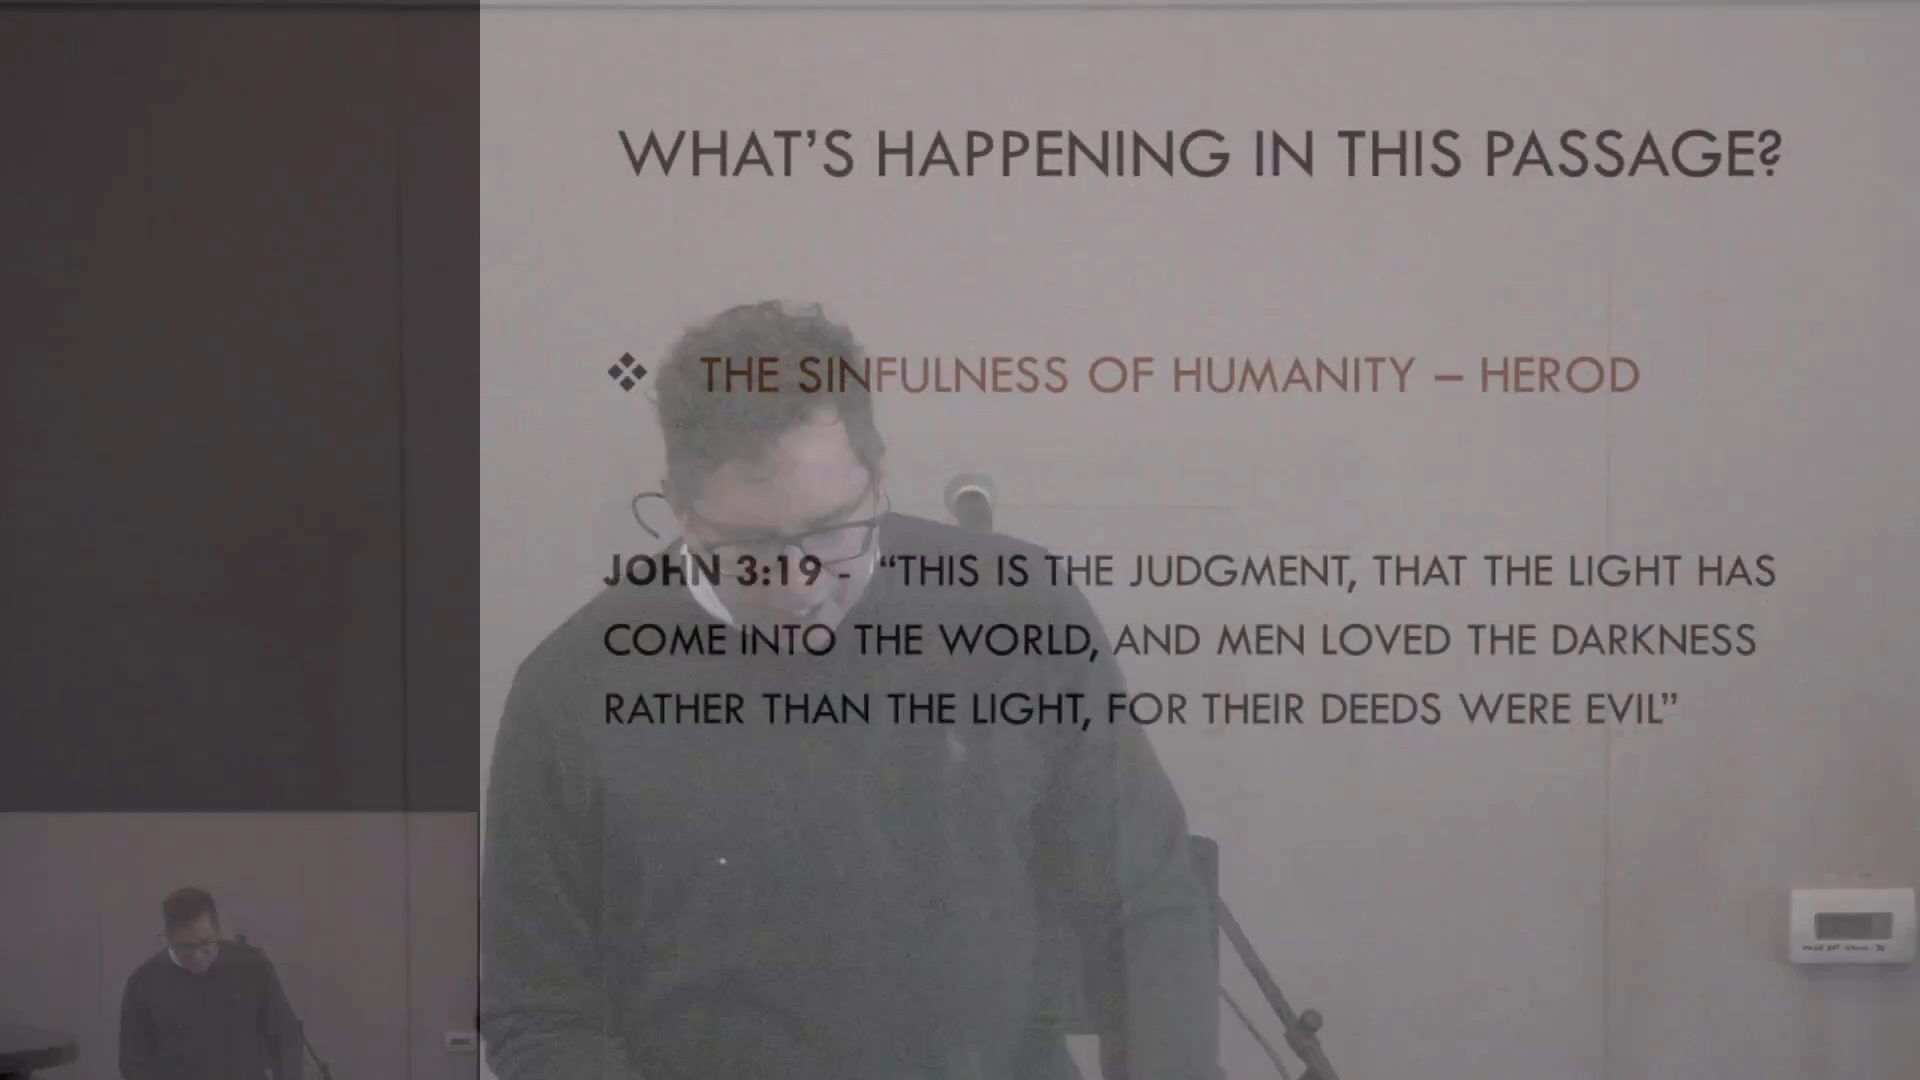 WHAT’S HAPPENING IN THIS PASSAGE?
❖ THE SINFULNESS OF HUMANITY – HEROD
JOHN 3:19 - “THIS IS THE JUDGMENT, THAT THE LIGHT HAS
COME INTO THE WORLD, AND MEN LOVED THE DARKNESS
RATHER THAN THE LIGHT, FOR THEIR DEEDS WERE EVIL”